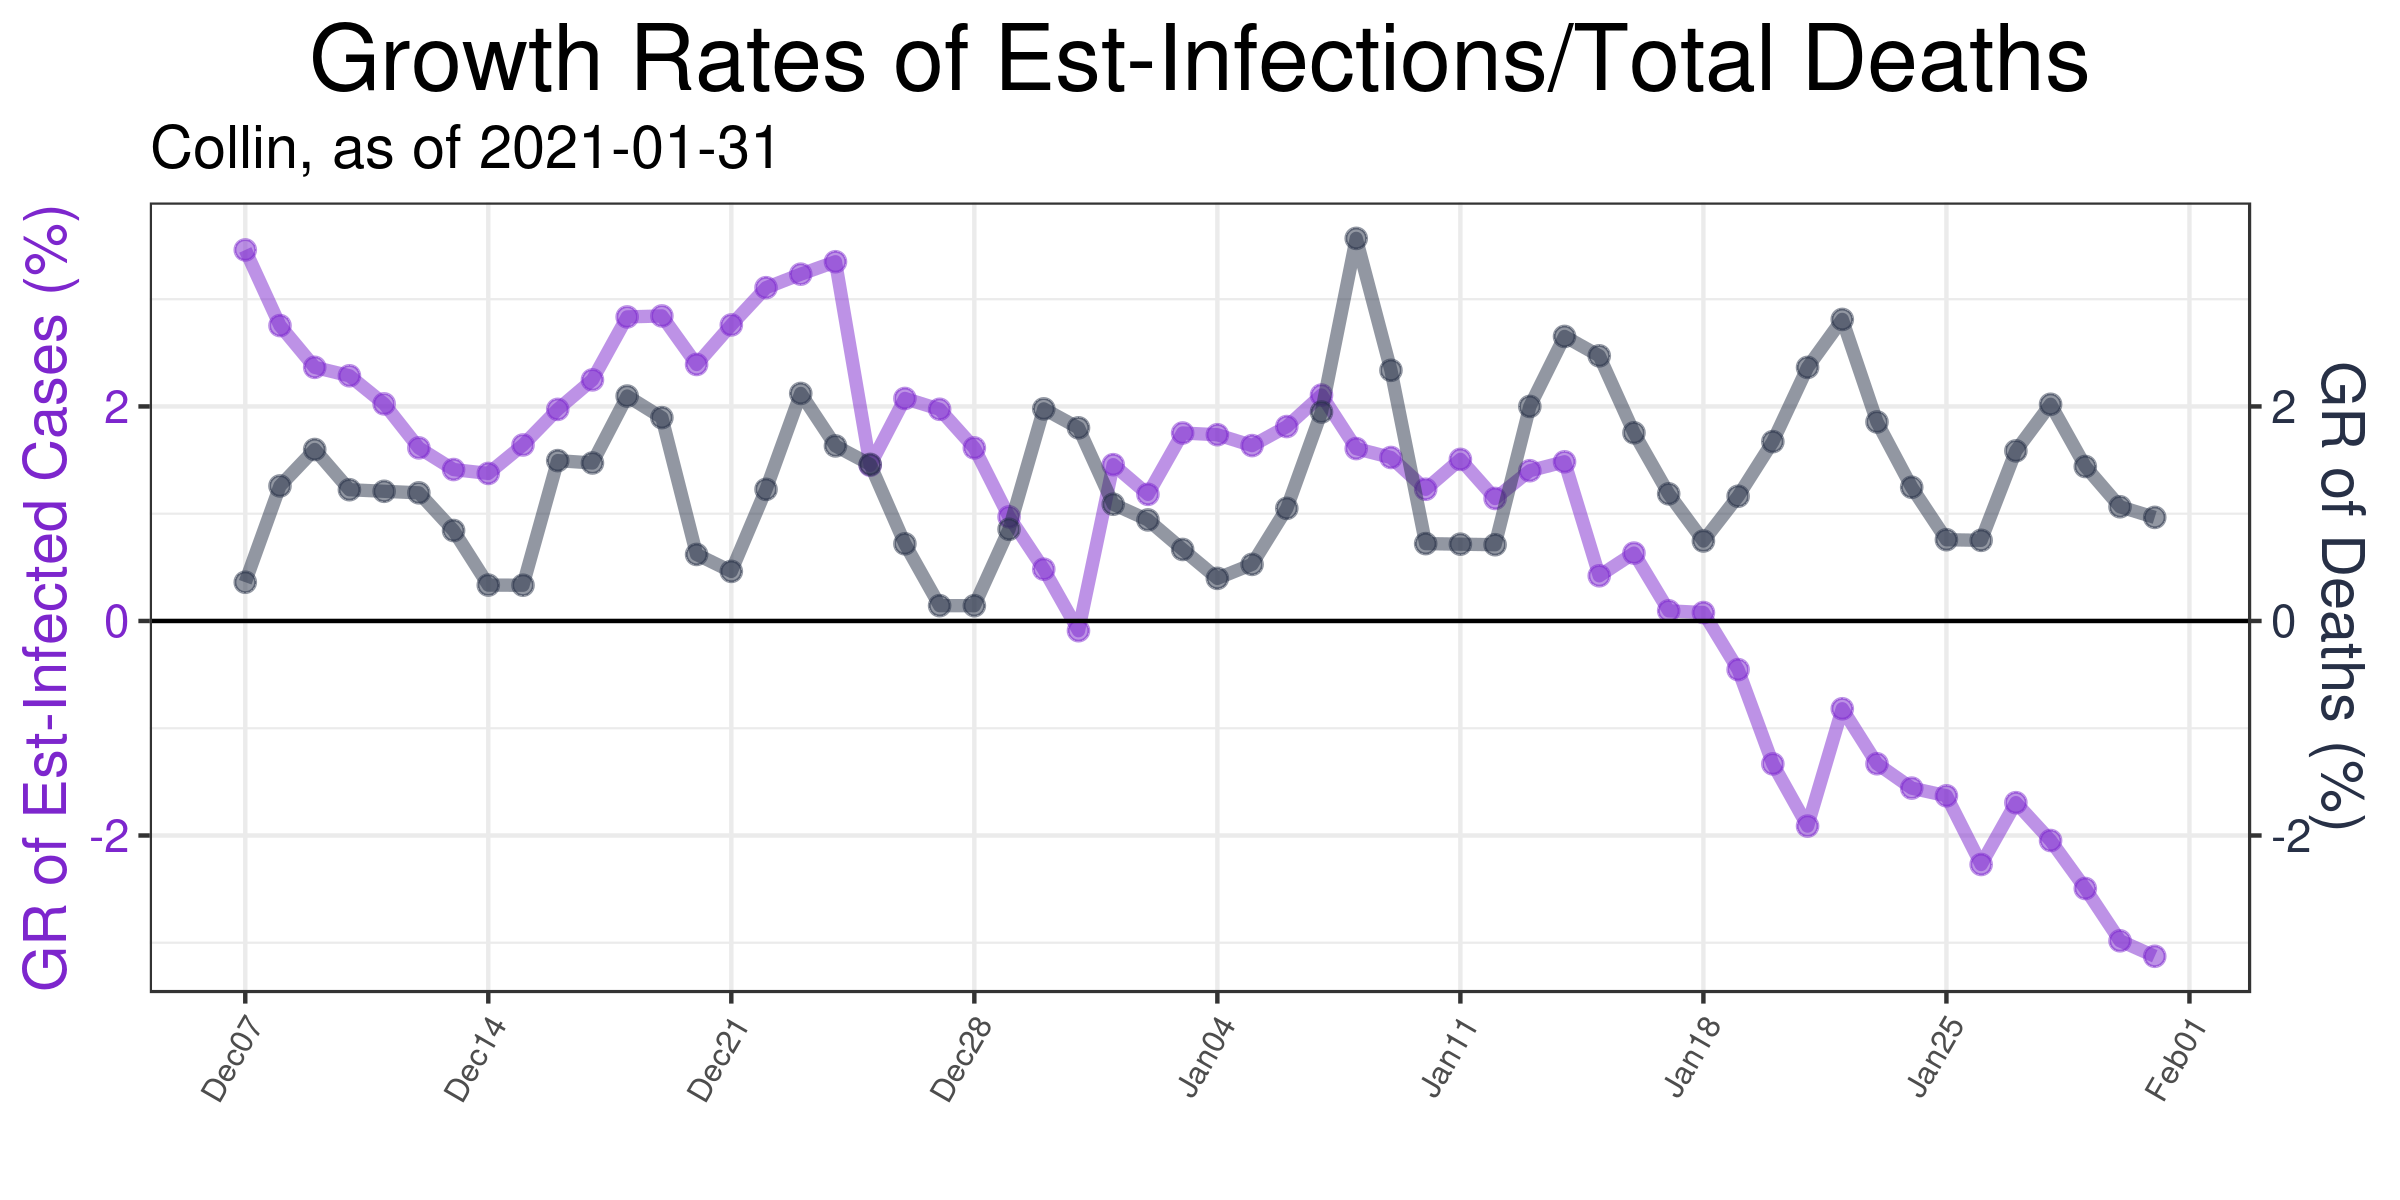 Growth Rates of Est-Infections/Total Deaths
Collin, as of 2021-01-31
GR of Est-Infected Cases (%)
2
0
-2
2
0
-2
GR of Deaths (%)
Dec07
Dec14
Dec21
Dec28
Jan04
Jan11
Jan18
Jan25
Feb01